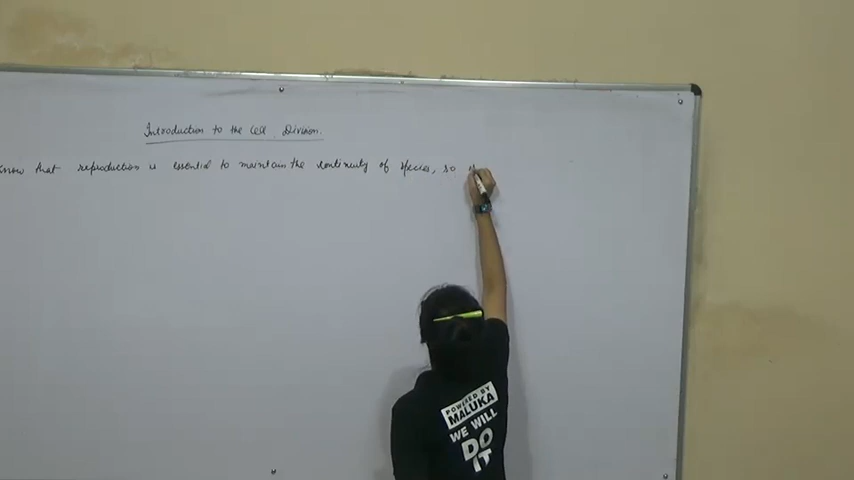 Introduction to the Cell Division.
know that reproduction is essential to maintain the continuity of species, so
POWERED BY
MALUKA
WE WILL
DO
IT